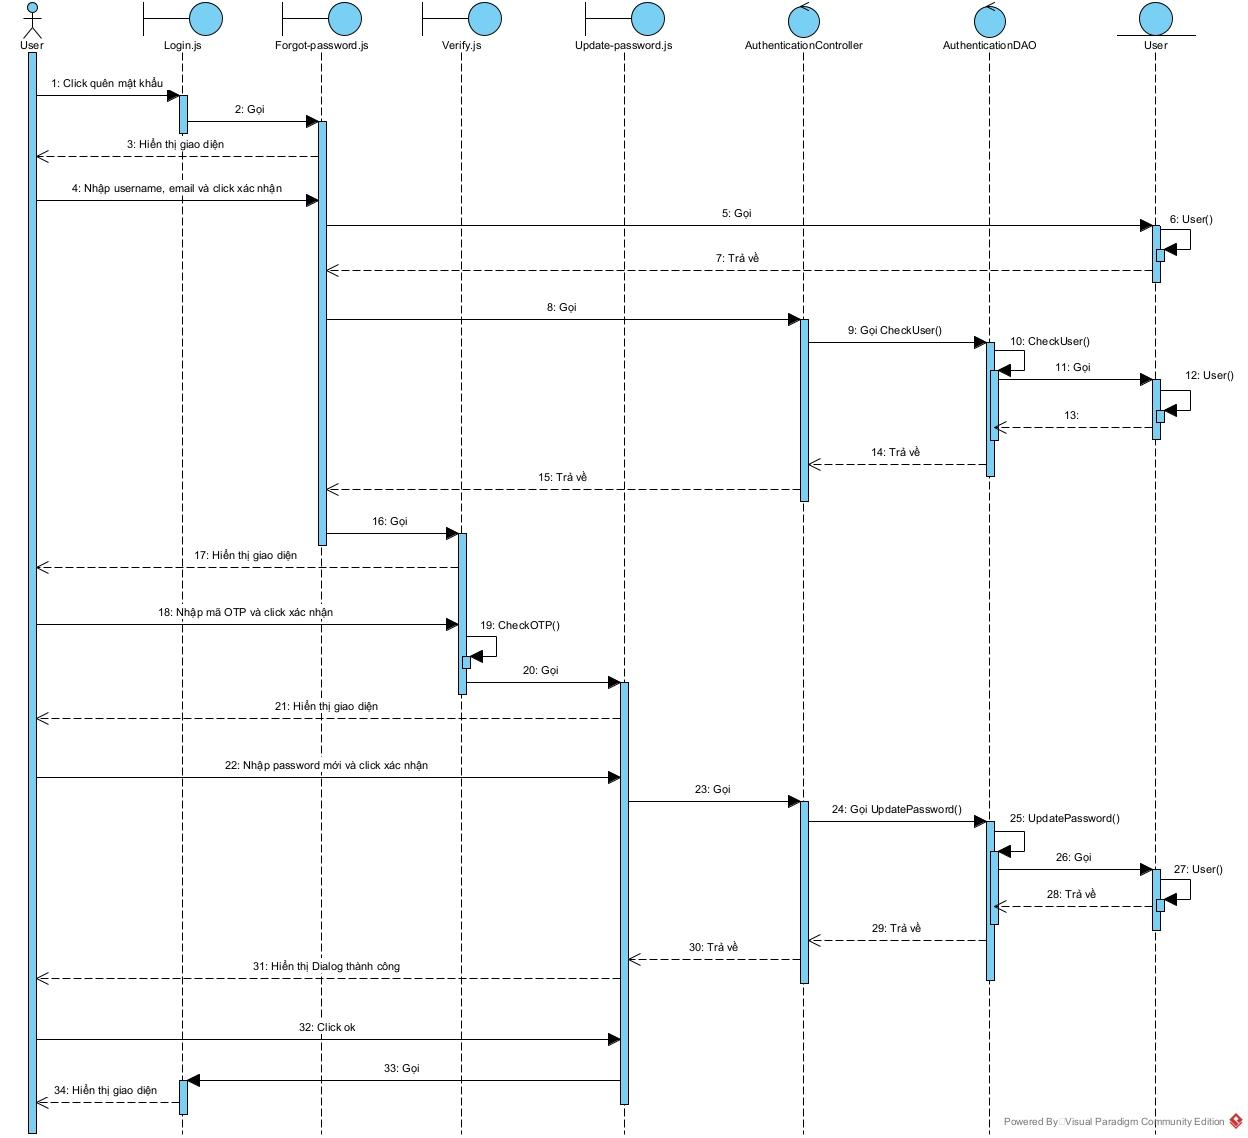 User
Login.js
Forgot-password.js
Verify.js
Update-password.js
AuthenticationController
AuthenticationDAO
User
1: Click quên mật khẩu
2: Gọi
3: Hiển thị giao diện
4: Nhập username, email và click xác nhận
5: Gọi
6: User()
7: Trả về
8: Gọi
9: Gọi CheckUser()
10: CheckUser()
11: Gọi
12: User()
13:
14: Trả về
15: Trả về
16: Gọi
17: Hiển thị giao diện
18: Nhập mã OTP và click xác nhận
19: CheckOTP()
20: Gọi
21: Hiển thị giao diện
22: Nhập password mới và click xác nhận
23: Gọi
24: Gọi UpdatePassword()
25: UpdatePassword()
26: Gọi
27: User()
28: Trả về
29: Trả về
30: Trả về
31: Hiển thị Dialog thành công
32: Click ok
33: Gọi
34: Hiển thị giao diện
Powered By Visual Paradigm Community Edition